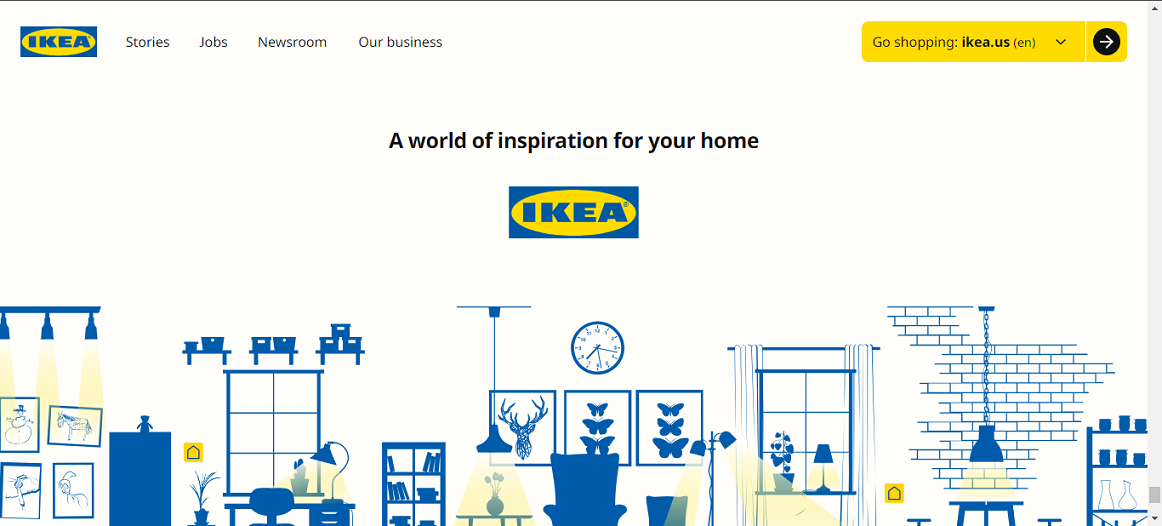 IKEA
Stories Jobs Newsroom Our business
Go shopping: ikea.us (en)
A world of inspiration for your home
IKEA®